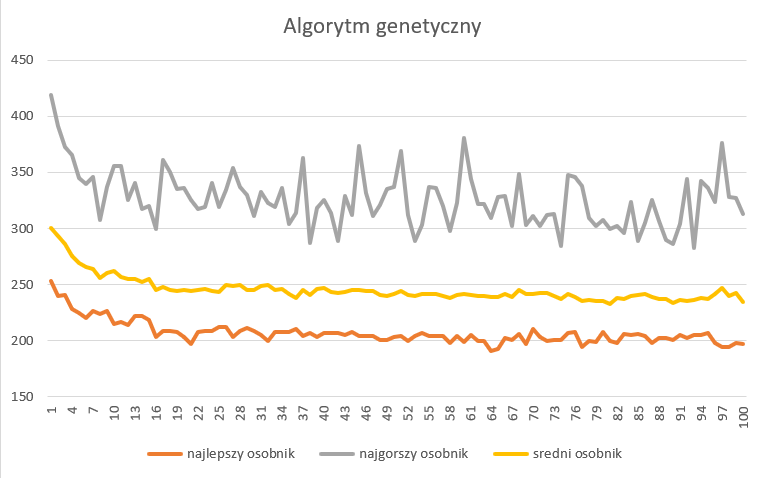 Algorytm genetyczny
450
400
350
300
250
200
150
1 4 7 10 13 16 19 22 25 28 31 34 37 40 43 46 49 52 55 58 61 64 67 70 73 76 79 82 85 88 91 94 97 100
najlepszy osobnik najgorszy osobnik sredni osobnik